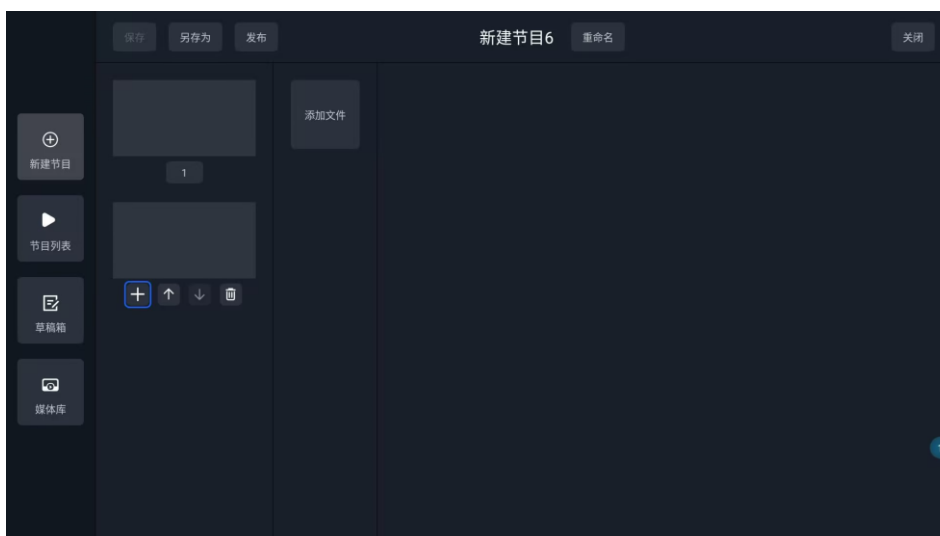 保存 另存为 发布 新建节目6 重命名 关闭
新建节目
节目列表
草稿箱
媒体库
1
添加文件